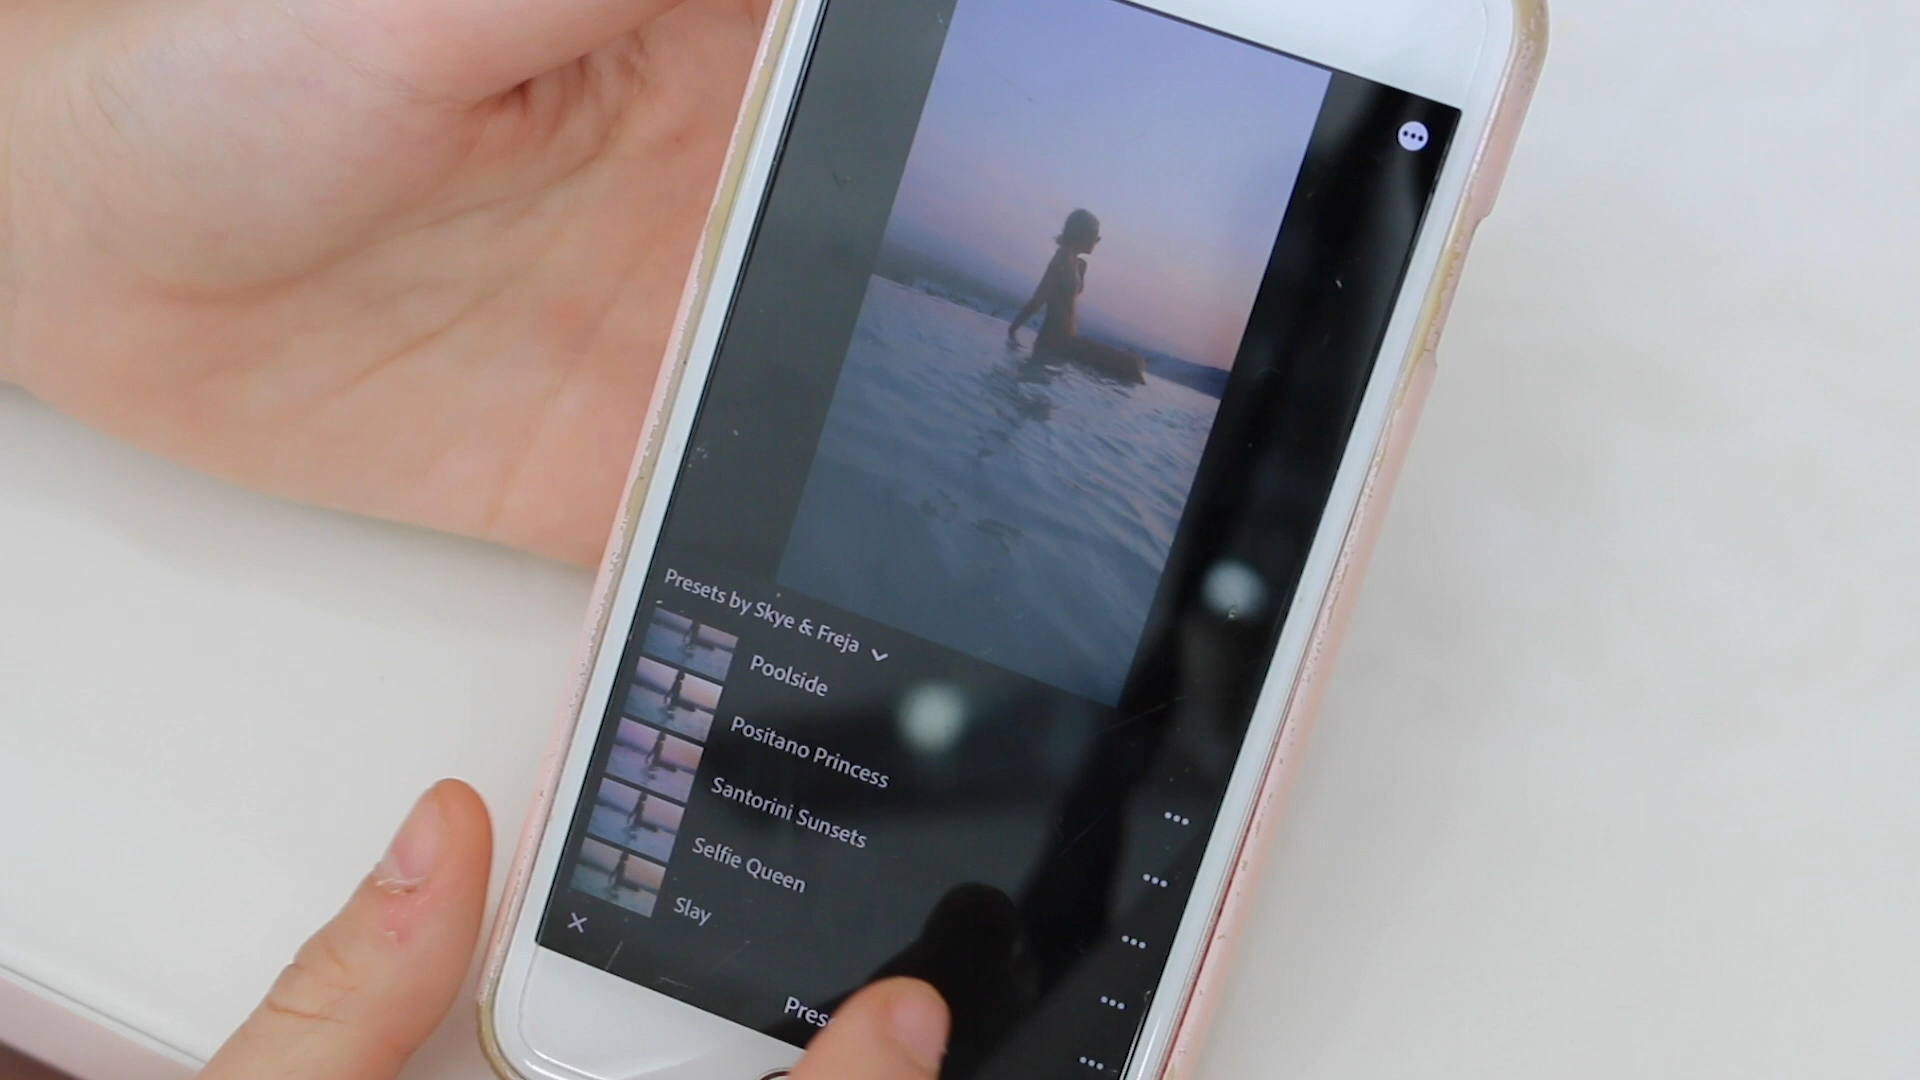 Presets by Skye & Freja
Poolside
Positano Princess
Santorini Sunsets
Selfie Queen
Slay